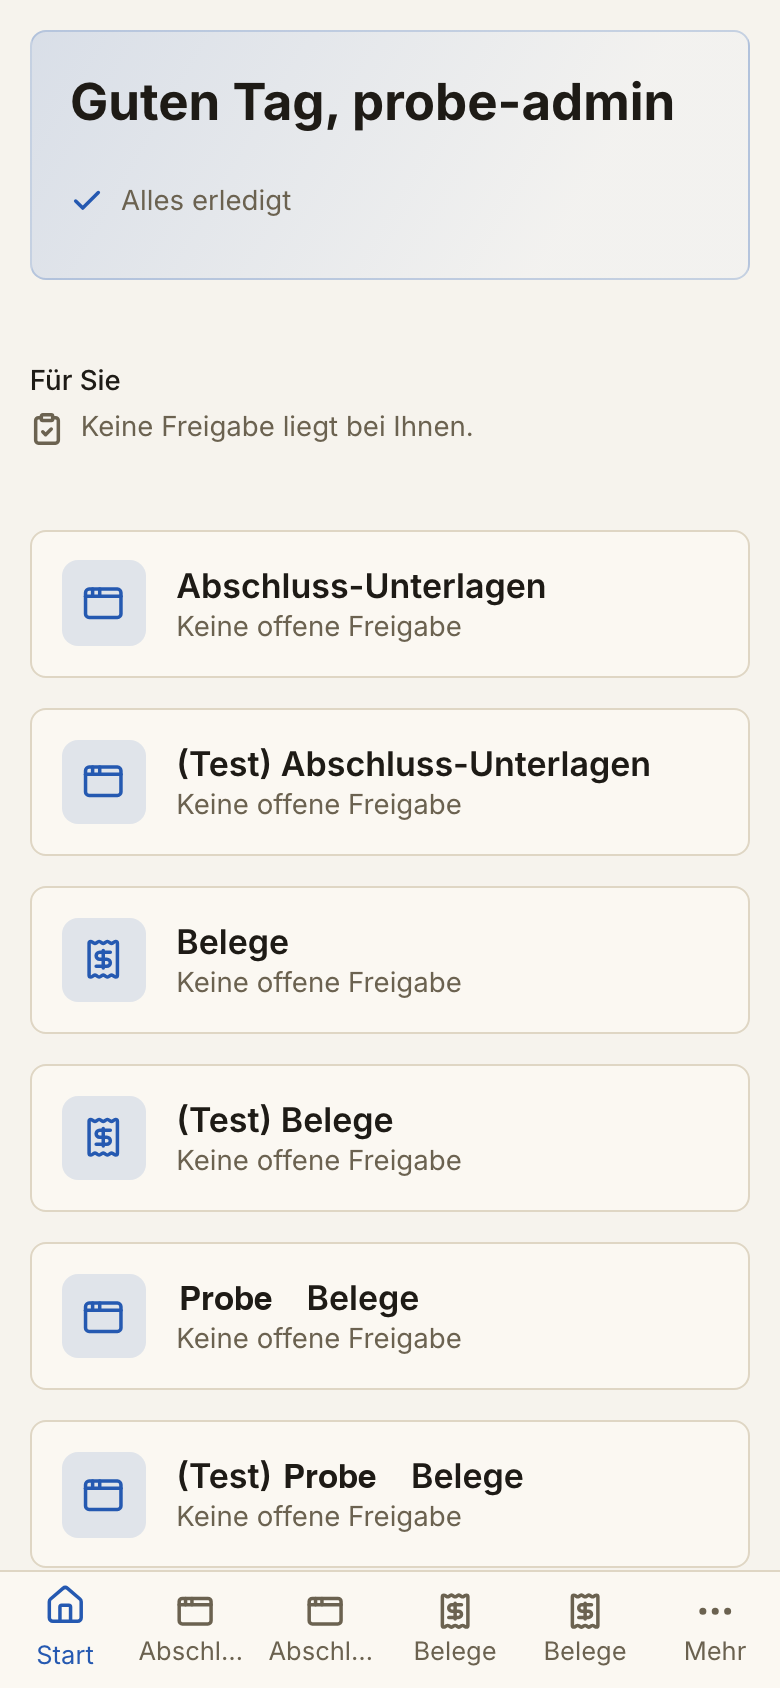 Guten Tag, probe-admin
Alles erledigt
Für Sie
Keine Freigabe liegt bei Ihnen.
Abschluss-Unterlagen
Keine offene Freigabe
(Test) Abschluss-Unterlagen
Keine offene Freigabe
Belege
Keine offene Freigabe
(Test) Belege
Keine offene Freigabe
Probe Belege
Keine offene Freigabe
(Test) Probe Belege
Keine offene Freigabe
Start Abschl... Abschl... Belege Belege Mehr